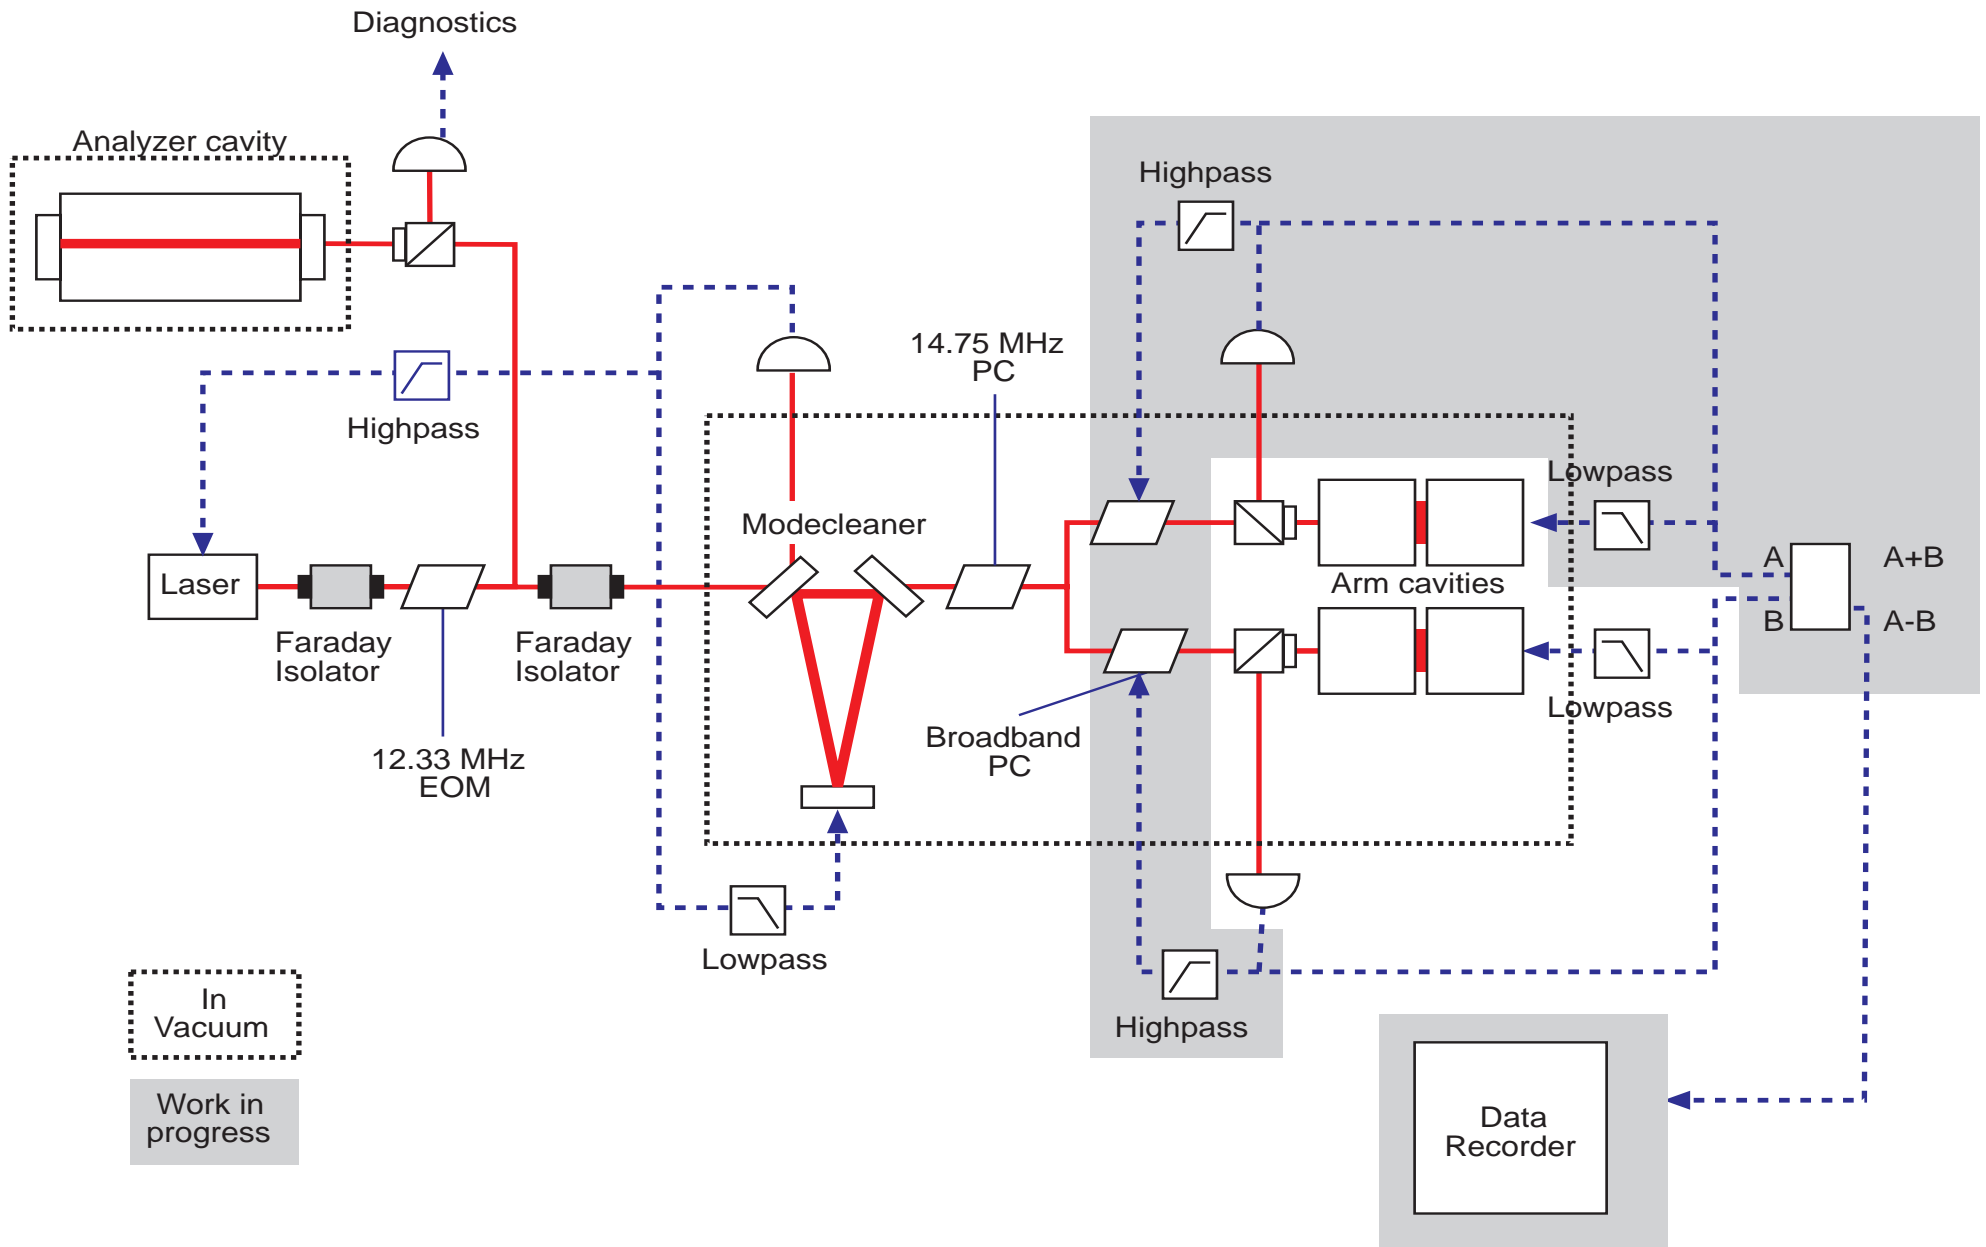 Diagnostics
Analyzer cavity
Highpass
14.75 MHz
PC
Highpass
Lowpass
Modecleaner
Laser
Arm cavities
A
A+B
B
A-B
Faraday
Isolator
Faraday
Isolator
Lowpass
Broadband
PC
12.33 MHz
EOM
Lowpass
In
Vacuum
Highpass
Work in
progress
Data
Recorder